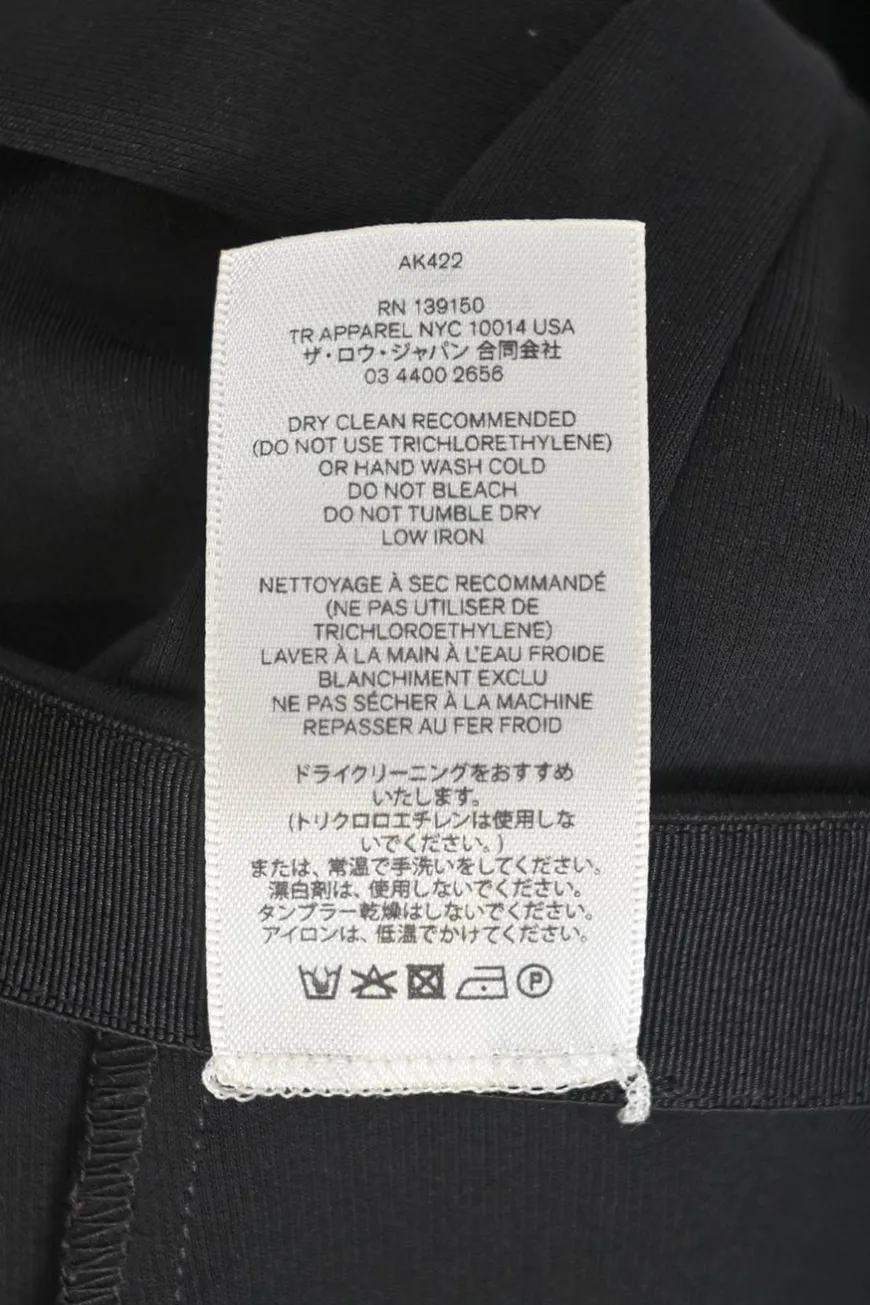 AK422
RN 139150
TR APPAREL NYC 10014 USA
ザ・ロウ・ジャパン 合同会社
03 4400 2656
DRY CLEAN RECOMMENDED
(DO NOT USE TRICHLORETHYLENE)
OR HAND WASH COLD
DO NOT BLEACH
DO NOT TUMBLE DRY
LOW IRON
NETTOYAGE À SEC RECOMMANDÉ
(NE PAS UTILISER DE
TRICHLOROETHYLENE)
LAVER À LA MAIN À L'EAU FROIDE
BLANCHIMENT EXCLU
NE PAS SÉCHER À LA MACHINE
REPASSER AU FER FROID
ドライクリーニングをおすすめ
いたします。
(トリクロロエチレンは使用しな
いでください。)
または、常温で手洗いをしてください。
漂白剤は、使用しないでください。
タンブラー乾燥はしないでください。
アイロンは、低温でかけてください。
P